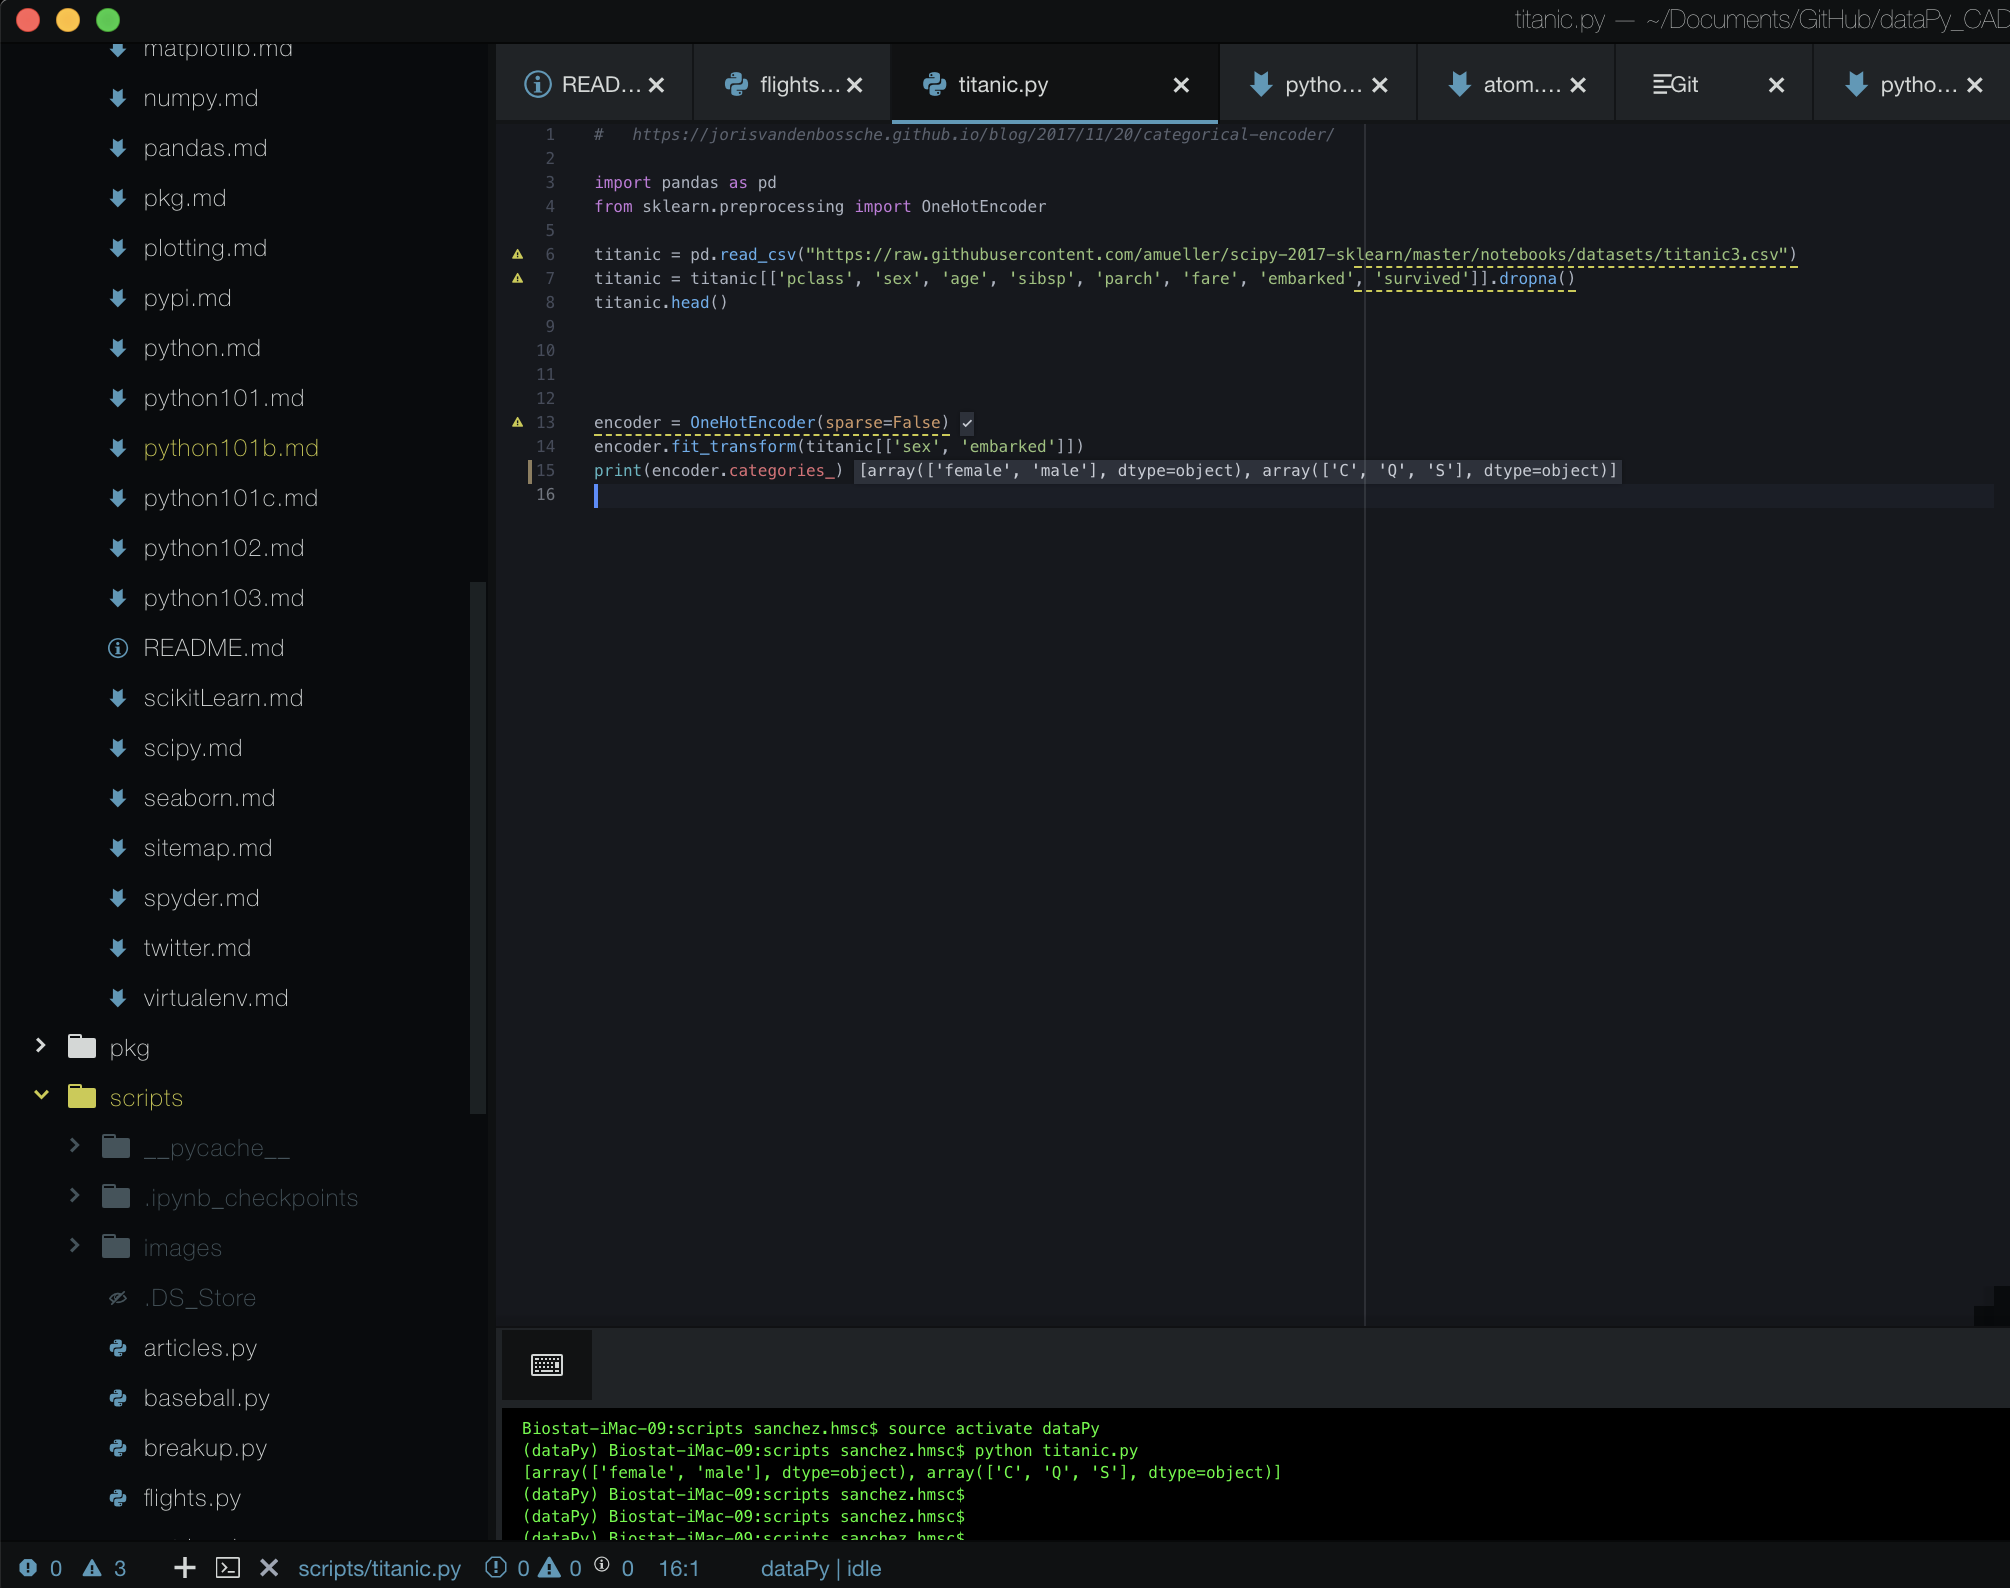 titanic.py — ~/Documents/GitHub/dataPy_CAD
matplotlib.md
numpy.md
pandas.md
pkg.md
plotting.md
pypi.md
python.md
python101.md
python101b.md
python101c.md
python102.md
python103.md
README.md
scikitLearn.md
scipy.md
seaborn.md
sitemap.md
spyder.md
twitter.md
virtualenv.md
pkg
scripts
__pycache__
.ipynb_checkpoints
images
.DS_Store
articles.py
baseball.py
breakup.py
flights.py
READ... flights... titanic.py pytho... atom.... Git pytho...
1 # https://jorisvandenbossche.github.io/blog/2017/11/20/categorical-encoder/
2
3 import pandas as pd
4 from sklearn.preprocessing import OneHotEncoder
5
6 titanic = pd.read_csv("https://raw.githubusercontent.com/amueller/scipy-2017-sklearn/master/notebooks/datasets/titanic3.csv")
7 titanic = titanic[['pclass', 'sex', 'age', 'sibsp', 'parch', 'fare', 'embarked', 'survived']].dropna()
8 titanic.head()
9
10
11
12
13 encoder = OneHotEncoder(sparse=False) ✓
14 encoder.fit_transform(titanic[['sex', 'embarked']])
15 print(encoder.categories_) [array(['female', 'male'], dtype=object), array(['C', 'Q', 'S'], dtype=object)]
16
Biostat-iMac-09:scripts sanchez.hmsc$ source activate dataPy
(dataPy) Biostat-iMac-09:scripts sanchez.hmsc$ python titanic.py
[array(['female', 'male'], dtype=object), array(['C', 'Q', 'S'], dtype=object)]
(dataPy) Biostat-iMac-09:scripts sanchez.hmsc$
(dataPy) Biostat-iMac-09:scripts sanchez.hmsc$
(dataPy) Biostat-iMac-09:scripts sanchez.hmsc$
0 3 scripts/titanic.py 0 0 0 16:1 dataPy | idle